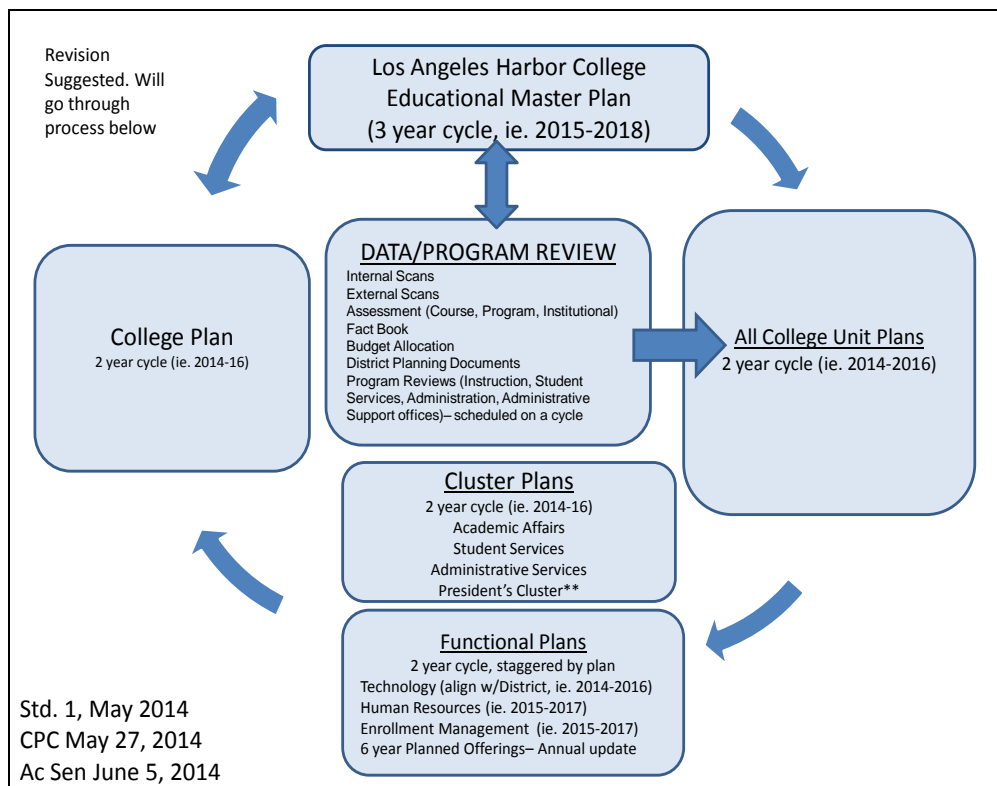 Revision
Suggested. Will
go through
process below
Los Angeles Harbor College
Educational Master Plan
(3 year cycle, ie. 2015-2018)
DATA/PROGRAM REVIEW
Internal Scans
External Scans
Assessment (Course, Program, Institutional)
Fact Book
Budget Allocation
District Planning Documents
Program Reviews (Instruction, Student
Services, Administration, Administrative
Support offices)– scheduled on a cycle
College Plan
2 year cycle (ie. 2014-16)
All College Unit Plans
2 year cycle (ie. 2014-2016)
Cluster Plans
2 year cycle (ie. 2014-16)
Academic Affairs
Student Services
Administrative Services
President’s Cluster**
Functional Plans
2 year cycle, staggered by plan
Technology (align w/District, ie. 2014-2016)
Human Resources (ie. 2015-2017)
Enrollment Management (ie. 2015-2017)
6 year Planned Offerings– Annual update
Std. 1, May 2014
CPC May 27, 2014
Ac Sen June 5, 2014